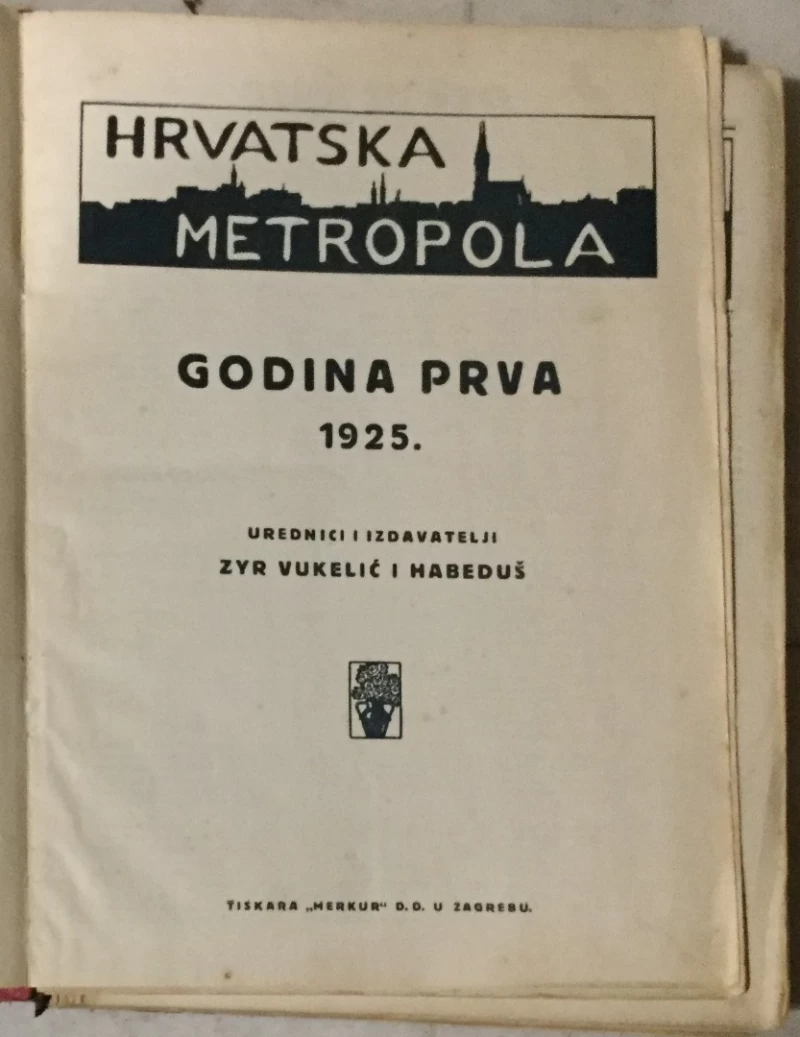 HRVATSKA
METROPOLA
GODINA PRVA
1925.
UREDNICI I IZDAVATELJI
ZYR VUKELIĆ I HABEDUŠ
TISKARA „MERKUR“ D.D. U ZAGREBU.